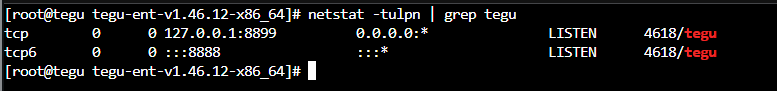 [root@tegu tegu-ent-v1.46.12-x86_64]# netstat -tulpn | grep tegu
tcp        0      0 127.0.0.1:8899          0.0.0.0:*               LISTEN      4618/tegu
tcp6       0      0 :::8888                 :::*                    LISTEN      4618/tegu
[root@tegu tegu-ent-v1.46.12-x86_64]#